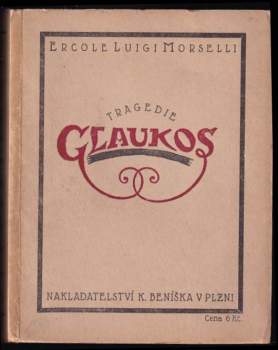 ERCOLE LUIGI MORSELLI
TRAGEDIE
GLAUKOS
NAKLADATELSTVÍ K. BENÍŠKA V PLZNI
Cena 6 Kč.